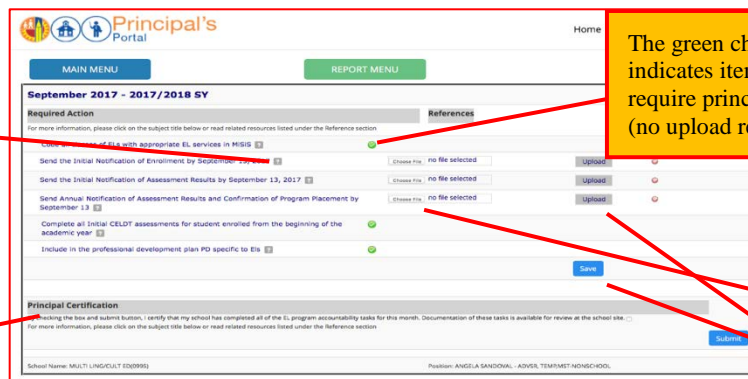 Principal's
Portal
Home
MAIN MENU
REPORT MENU
The green ch
indicates iter
require princ
(no upload re
September 2017 - 2017/2018 SY
Required Action
References
For more information, please click on the subject title below or read related resources listed under the Reference section
of ELs with appropriate EL services in MISIS ?
Send the Initial Notification of Enrollment by September ?
Choose File no file selected
Upload
Send the Initial Notification of Assessment Results by September 13, 2017 ?
Choose File no file selected
Upload
Send Annual Notification of Assessment Results and Confirmation of Program Placement by
September 13 ?
Choose File no file selected
Upload
Complete all Initial CELDT assessments for student enrolled from the beginning of the
academic year ?
Include in the professional development plan PD specific to Els ?
Save
Principal Certification
By checking the box and submit button, I certify that my school has completed all of the EL program accountability tasks for this month. Documentation of these tasks is available for review at the school site.
For more information, please click on the subject title below or read related resources listed under the Reference section
Submit
School Name: MULTI LING/CULT ED(0995)
Position: ANGELA SANDOVAL - ADVSR, TEMP/MST-NONSCHOOL